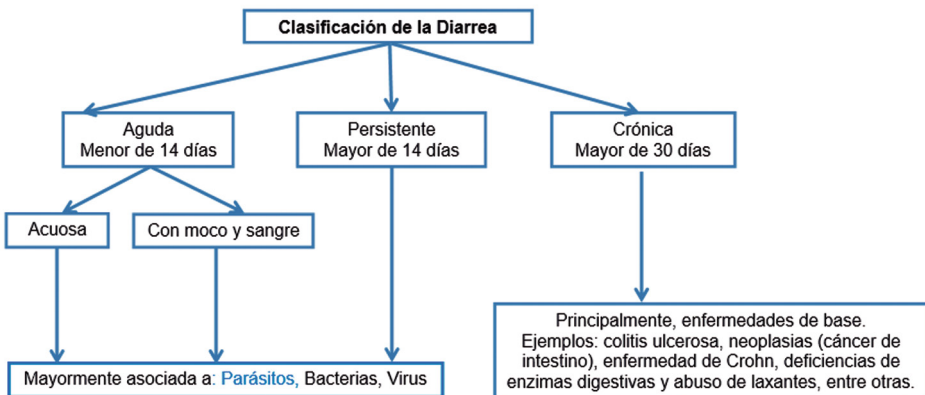 Clasificación de la Diarrea
Aguda
Menor de 14 días
Persistente
Mayor de 14 días
Crónica
Mayor de 30 días
Acuosa
Con moco y sangre
Principalmente, enfermedades de base.
Ejemplos: colitis ulcerosa, neoplasias (cáncer de
intestino), enfermedad de Crohn, deficiencias de
enzimas digestivas y abuso de laxantes, entre otras.
Mayormente asociada a: Parásitos, Bacterias, Virus